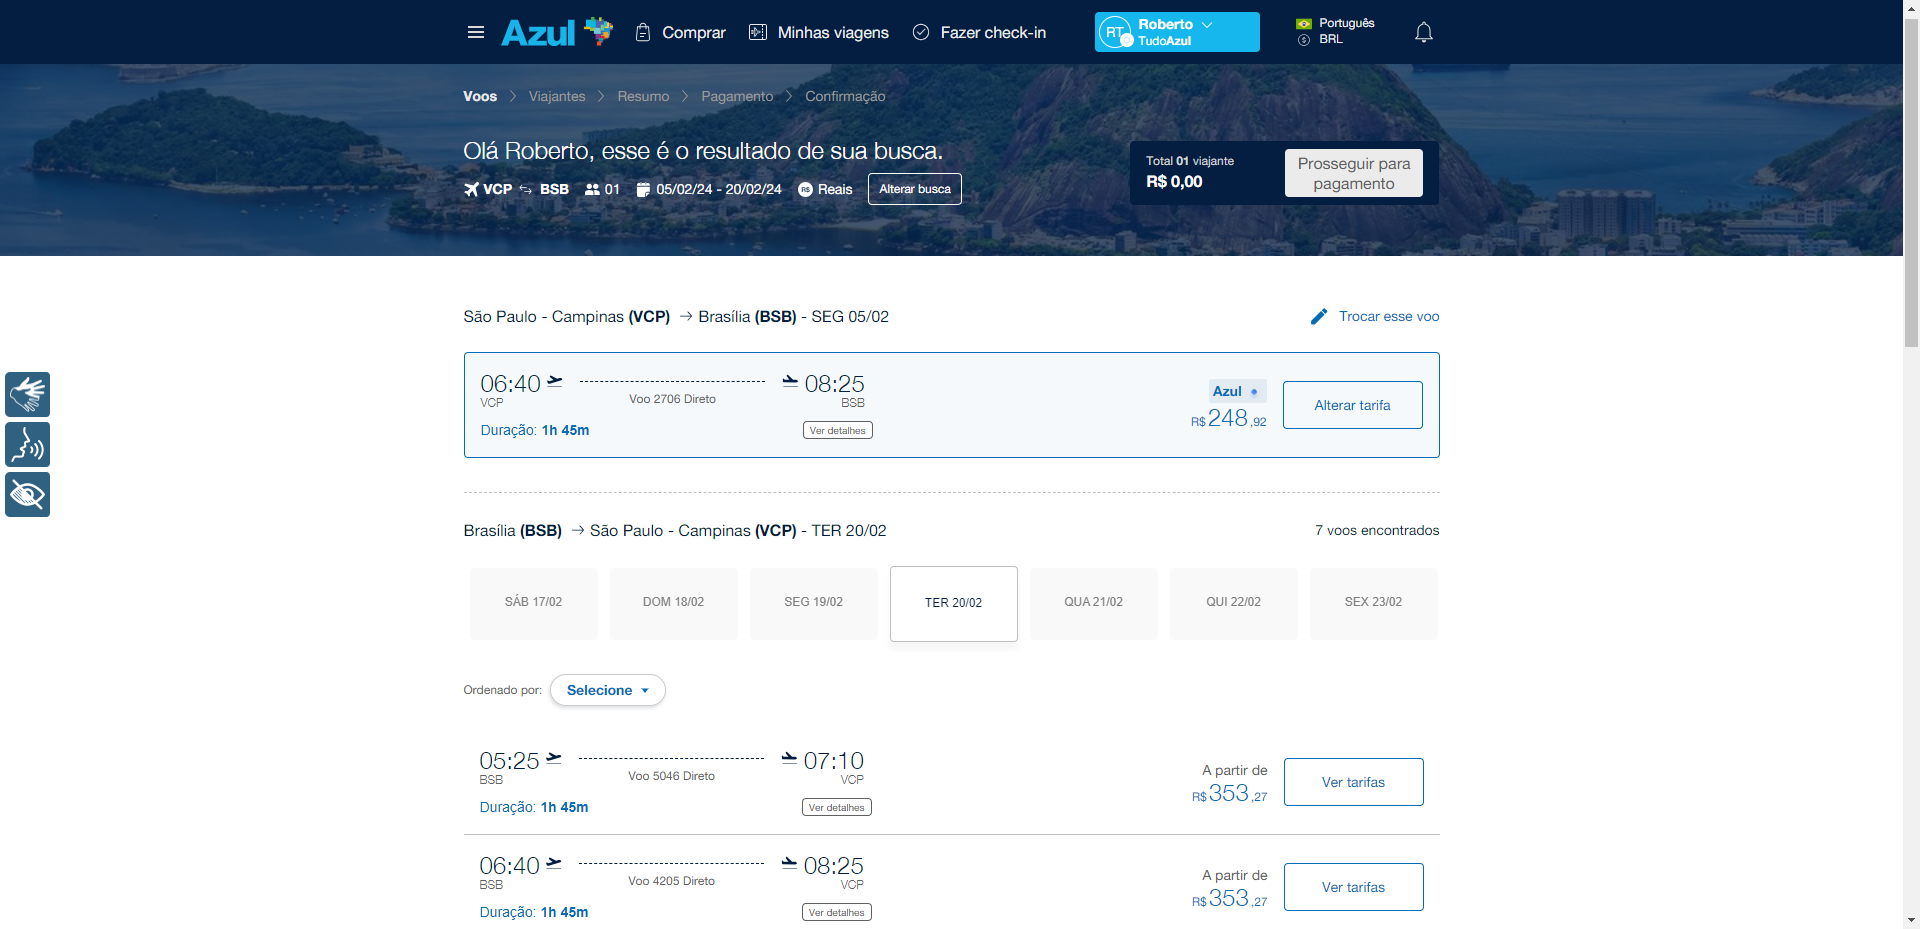 Azul
Comprar
Minhas viagens
Fazer check-in
RT
Roberto
TudoAzul
Português
BRL
Voos
Viajantes
Resumo
Pagamento
Confirmação
Olá Roberto, esse é o resultado de sua busca.
VCP BSB 01 05/02/24 - 20/02/24 R$ Reais Alterar busca
Total 01 viajante
R$ 0,00
Prosseguir para
pagamento
São Paulo - Campinas (VCP) → Brasília (BSB) - SEG 05/02
Trocar esse voo
06:40 08:25
VCP Voo 2706 Direto BSB
Duração: 1h 45m Ver detalhes
Azul
R$ 248,92
Alterar tarifa
Brasília (BSB) → São Paulo - Campinas (VCP) - TER 20/02
7 voos encontrados
SÁB 17/02 DOM 18/02 SEG 19/02 TER 20/02 QUA 21/02 QUI 22/02 SEX 23/02
Ordenado por: Selecione
05:25 07:10
BSB Voo 5046 Direto VCP
Duração: 1h 45m Ver detalhes
A partir de
R$ 353,27
Ver tarifas
06:40 08:25
BSB Voo 4205 Direto VCP
Duração: 1h 45m Ver detalhes
A partir de
R$ 353,27
Ver tarifas